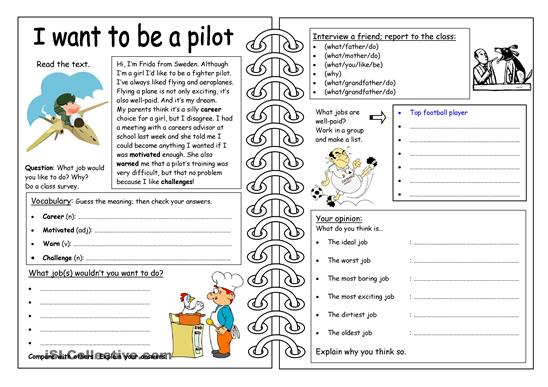 I want to be a pilot
Read the text.
Hi, I'm Frida from Sweden. Although
I'm a girl I'd like to be a fighter pilot.
I've always liked flying and aeroplanes.
Flying a plane is not only exciting, it's
also well-paid. And it's my dream.
My parents think it's a silly career
choice for a girl, but I disagree. I had
a meeting with a careers advisor at
school last week and she told me I
could become anything I wanted if I
was motivated enough. She also
warned me that a pilot's training was
very difficult, but that no problem
because I like challenges!
Question: What job would
you like to do? Why?
Do a class survey.
Vocabulary: Guess the meaning; then check your answers.
Career (n):
Motivated (adj):
Warn (v):
Challenge (n):
What job(s) wouldn't you want to do?
Compare with others. Explain your answers.
iSLCollective.com
Interview a friend; report to the class:
(what/father/do)
(what/mother/do)
(what/you/like/be)
(why)
(what/grandfather/do)
(what/grandfather/do)
What jobs are
well-paid?
Work in a group
and make a list.
Top football player
Your opinion:
What do you think is...
The ideal job :
The worst job :
The most boring job :
The most exciting job :
The dirtiest job :
The oldest job :
Explain why you think so.